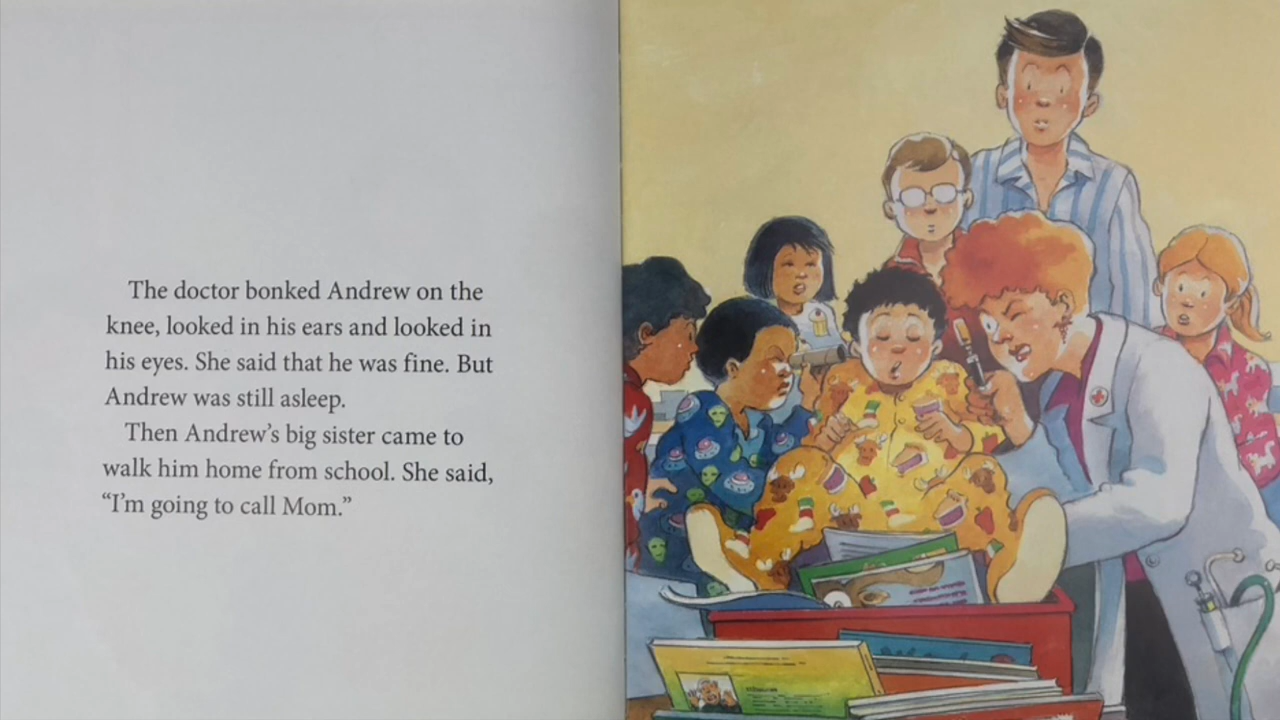 The doctor bonked Andrew on the
knee, looked in his ears and looked in
his eyes. She said that he was fine. But
Andrew was still asleep.
Then Andrew’s big sister came to
walk him home from school. She said,
“I’m going to call Mom.”